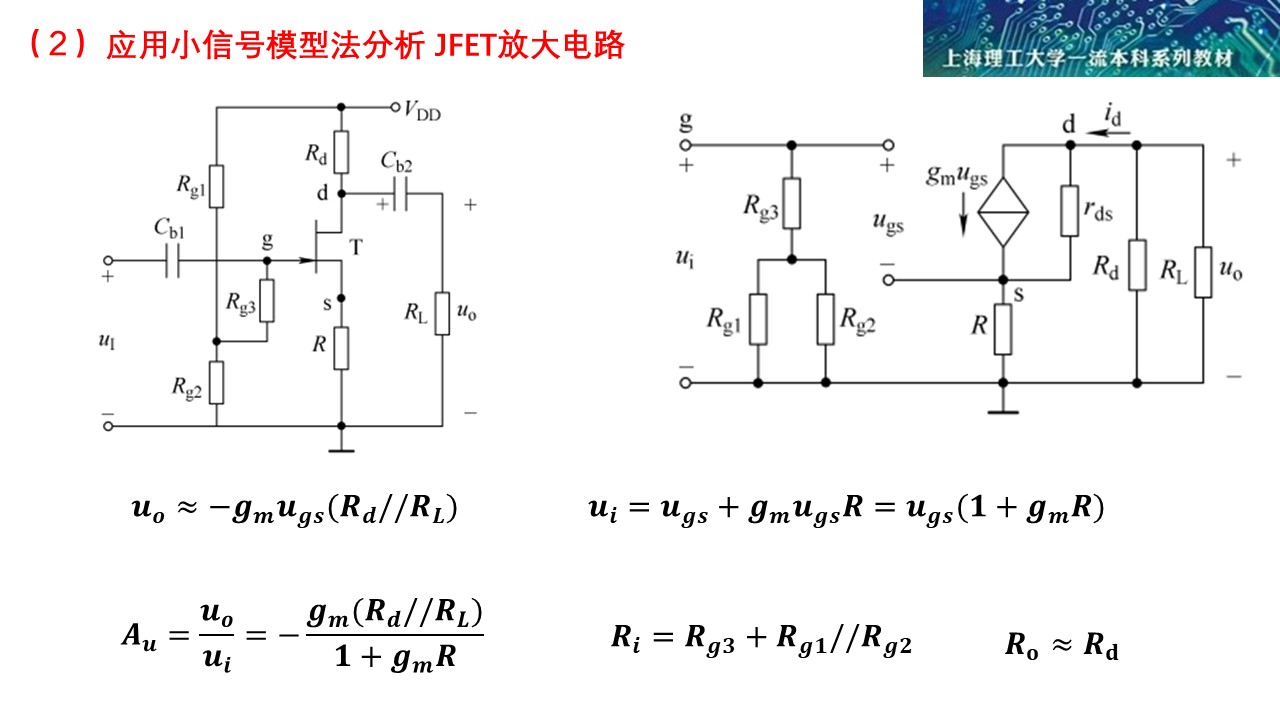 （2）应用小信号模型法分析 JFET放大电路
上海理工大学一流本科系列教材
V_DD
R_d
C_b2
R_g1
d
+
+
C_b1
g
T
+
R_g3
s
R_L
u_o
u_I
R
R_g2
−
−
g
d
i_d
+
+
+
g_m u_gs
R_g3
u_gs
r_ds
u_i
R_d
R_L
u_o
−
s
R_g1
R_g2
R
−
−
u_o ≈ −g_m u_gs(R_d//R_L)
u_i = u_gs + g_m u_gs R = u_gs(1 + g_m R)
A_u = u_o/u_i = − g_m(R_d//R_L)/(1 + g_m R)
R_i = R_g3 + R_g1//R_g2
R_o ≈ R_d